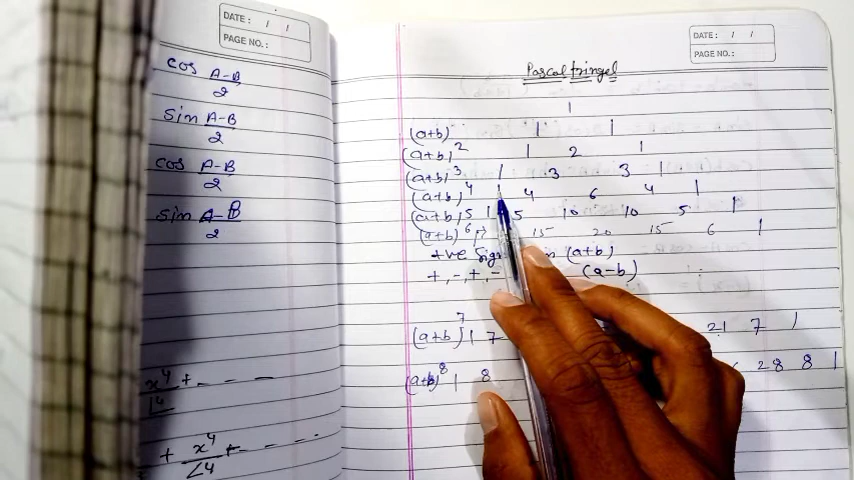 DATE: / /
PAGE NO.:
cos A-B/2
sin A-B/2
cos A-B/2
sin A-B/2
x⁴/∠4 + - - -
+ x⁴/∠4 + - - - -
DATE: / /
PAGE NO.:
Pascal tringel
1
(a+b) 1 1
(a+b)² 1 2 1
(a+b)³ 1 3 3 1
(a+b)⁴ 1 4 6 4 1
(a+b)⁵ 1 5 10 10 5 1
(a+b)⁶ 15 20 15 6 1
+ve Sign (a+b)
+,-,+,- (a-b)
(a+b)⁷ 1 7 21 7 1
(a+b)⁸ 1 8 28 8 1